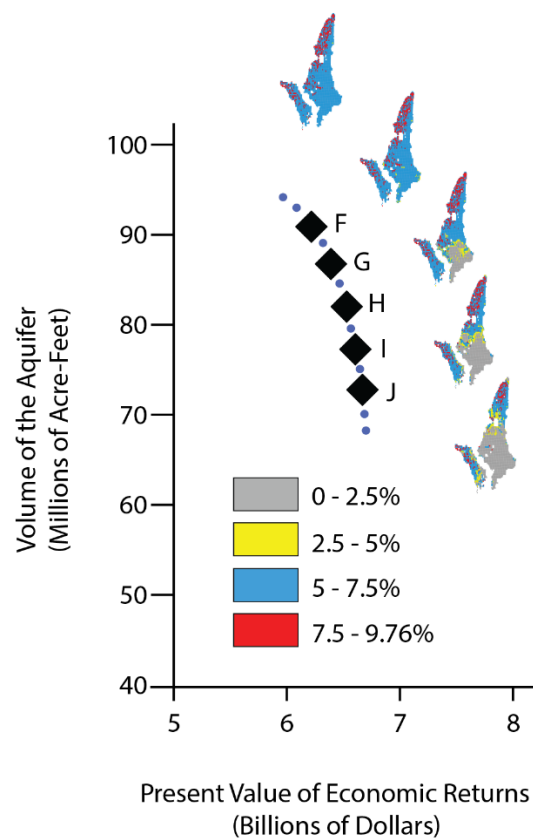 100
90
80
70
60
50
40
Volume of the Aquifer
(Millions of Acre-Feet)
F
G
H
I
J
0 - 2.5%
2.5 - 5%
5 - 7.5%
7.5 - 9.76%
5
6
7
8
Present Value of Economic Returns
(Billions of Dollars)